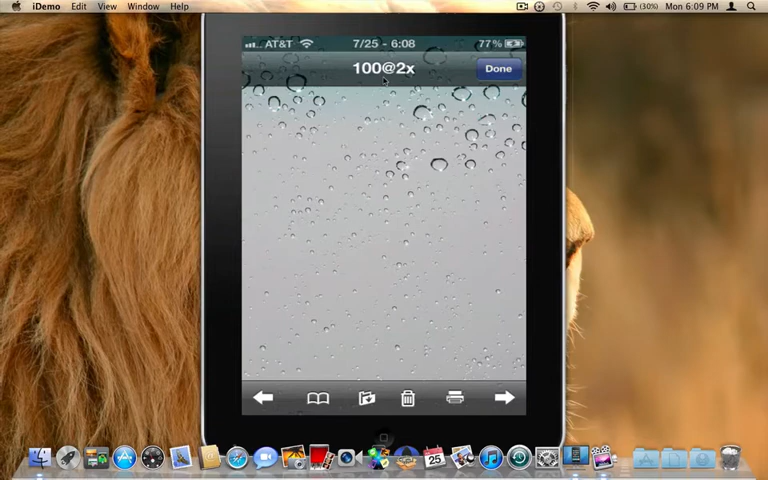 iDemo Edit View Window Help (30%) Mon 6:09 PM
AT&T 7/25 - 6:08 77%
100@2x Done
25